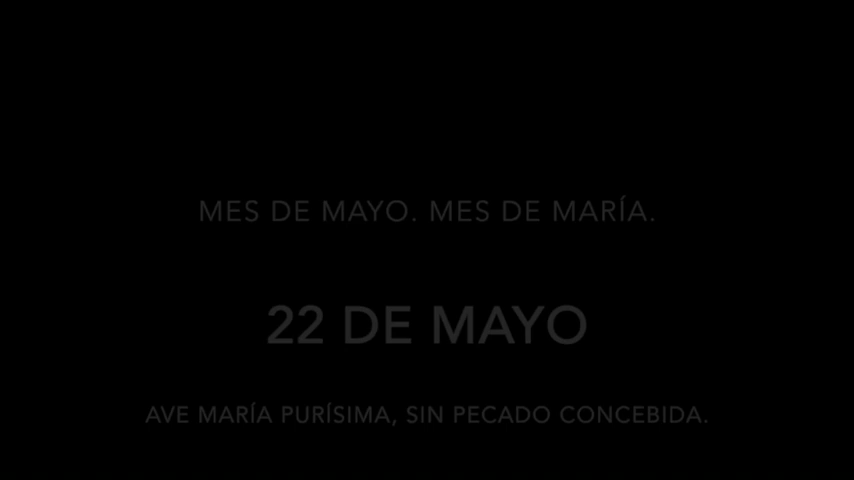 MES DE MAYO. MES DE MARÍA.
22 DE MAYO
AVE MARÍA PURÍSIMA, SIN PECADO CONCEBIDA.